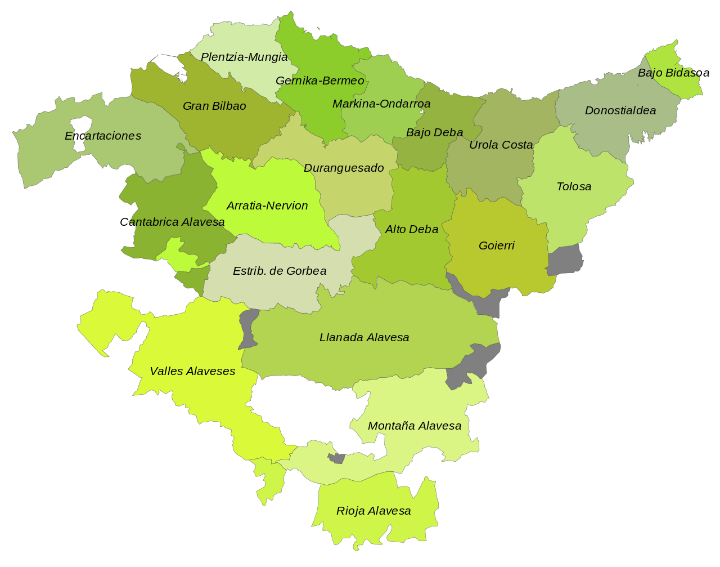 Plentzia-Mungia
Bajo Bidasoa
Gernika-Bermeo
Gran Bilbao
Markina-Ondarroa
Donostialdea
Encartaciones
Bajo Deba
Urola Costa
Duranguesado
Tolosa
Arratia-Nervion
Cantabrica Alavesa
Alto Deba
Goierri
Estrib. de Gorbea
Llanada Alavesa
Valles Alaveses
Montaña Alavesa
Rioja Alavesa